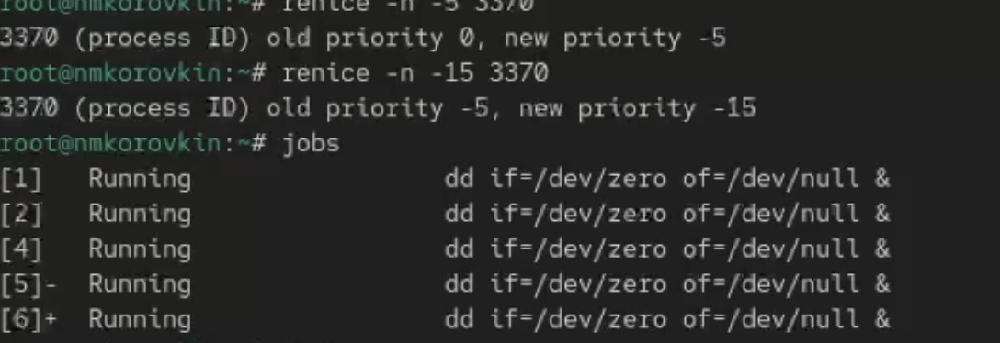 root@nmkorovkin:~# renice -n -5 3370
3370 (process ID) old priority 0, new priority -5
root@nmkorovkin:~# renice -n -15 3370
3370 (process ID) old priority -5, new priority -15
root@nmkorovkin:~# jobs
[1]   Running                 dd if=/dev/zero of=/dev/null &
[2]   Running                 dd if=/dev/zero of=/dev/null &
[4]   Running                 dd if=/dev/zero of=/dev/null &
[5]-  Running                 dd if=/dev/zero of=/dev/null &
[6]+  Running                 dd if=/dev/zero of=/dev/null &